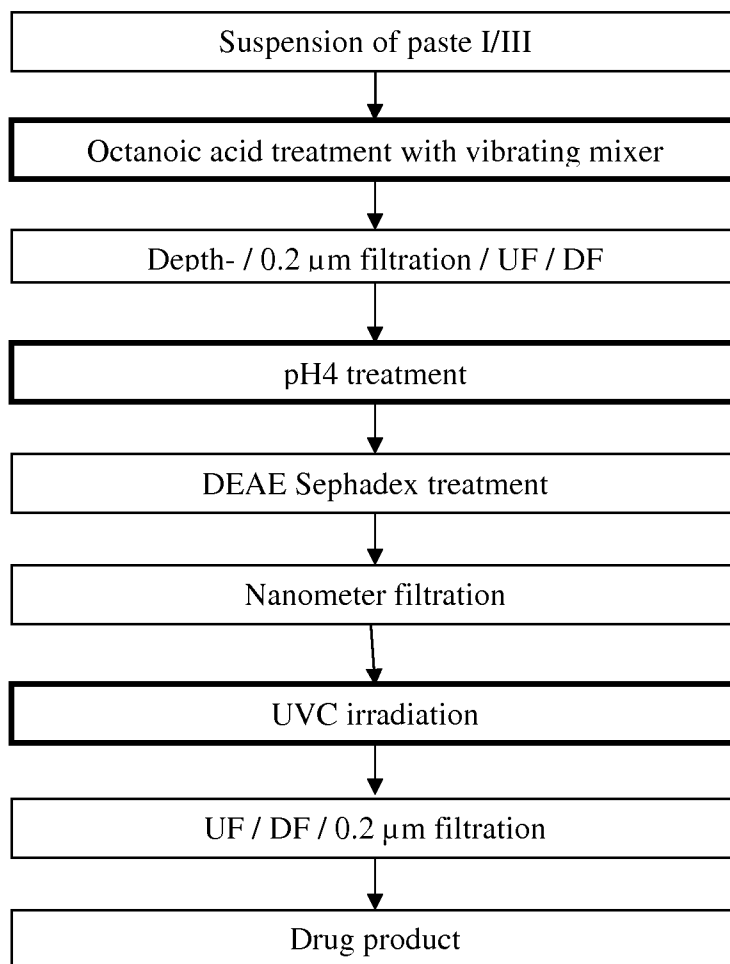 Suspension of paste I/III
Octanoic acid treatment with vibrating mixer
Depth- / 0.2 µm filtration / UF / DF
pH4 treatment
DEAE Sephadex treatment
Nanometer filtration
UVC irradiation
UF / DF / 0.2 µm filtration
Drug product